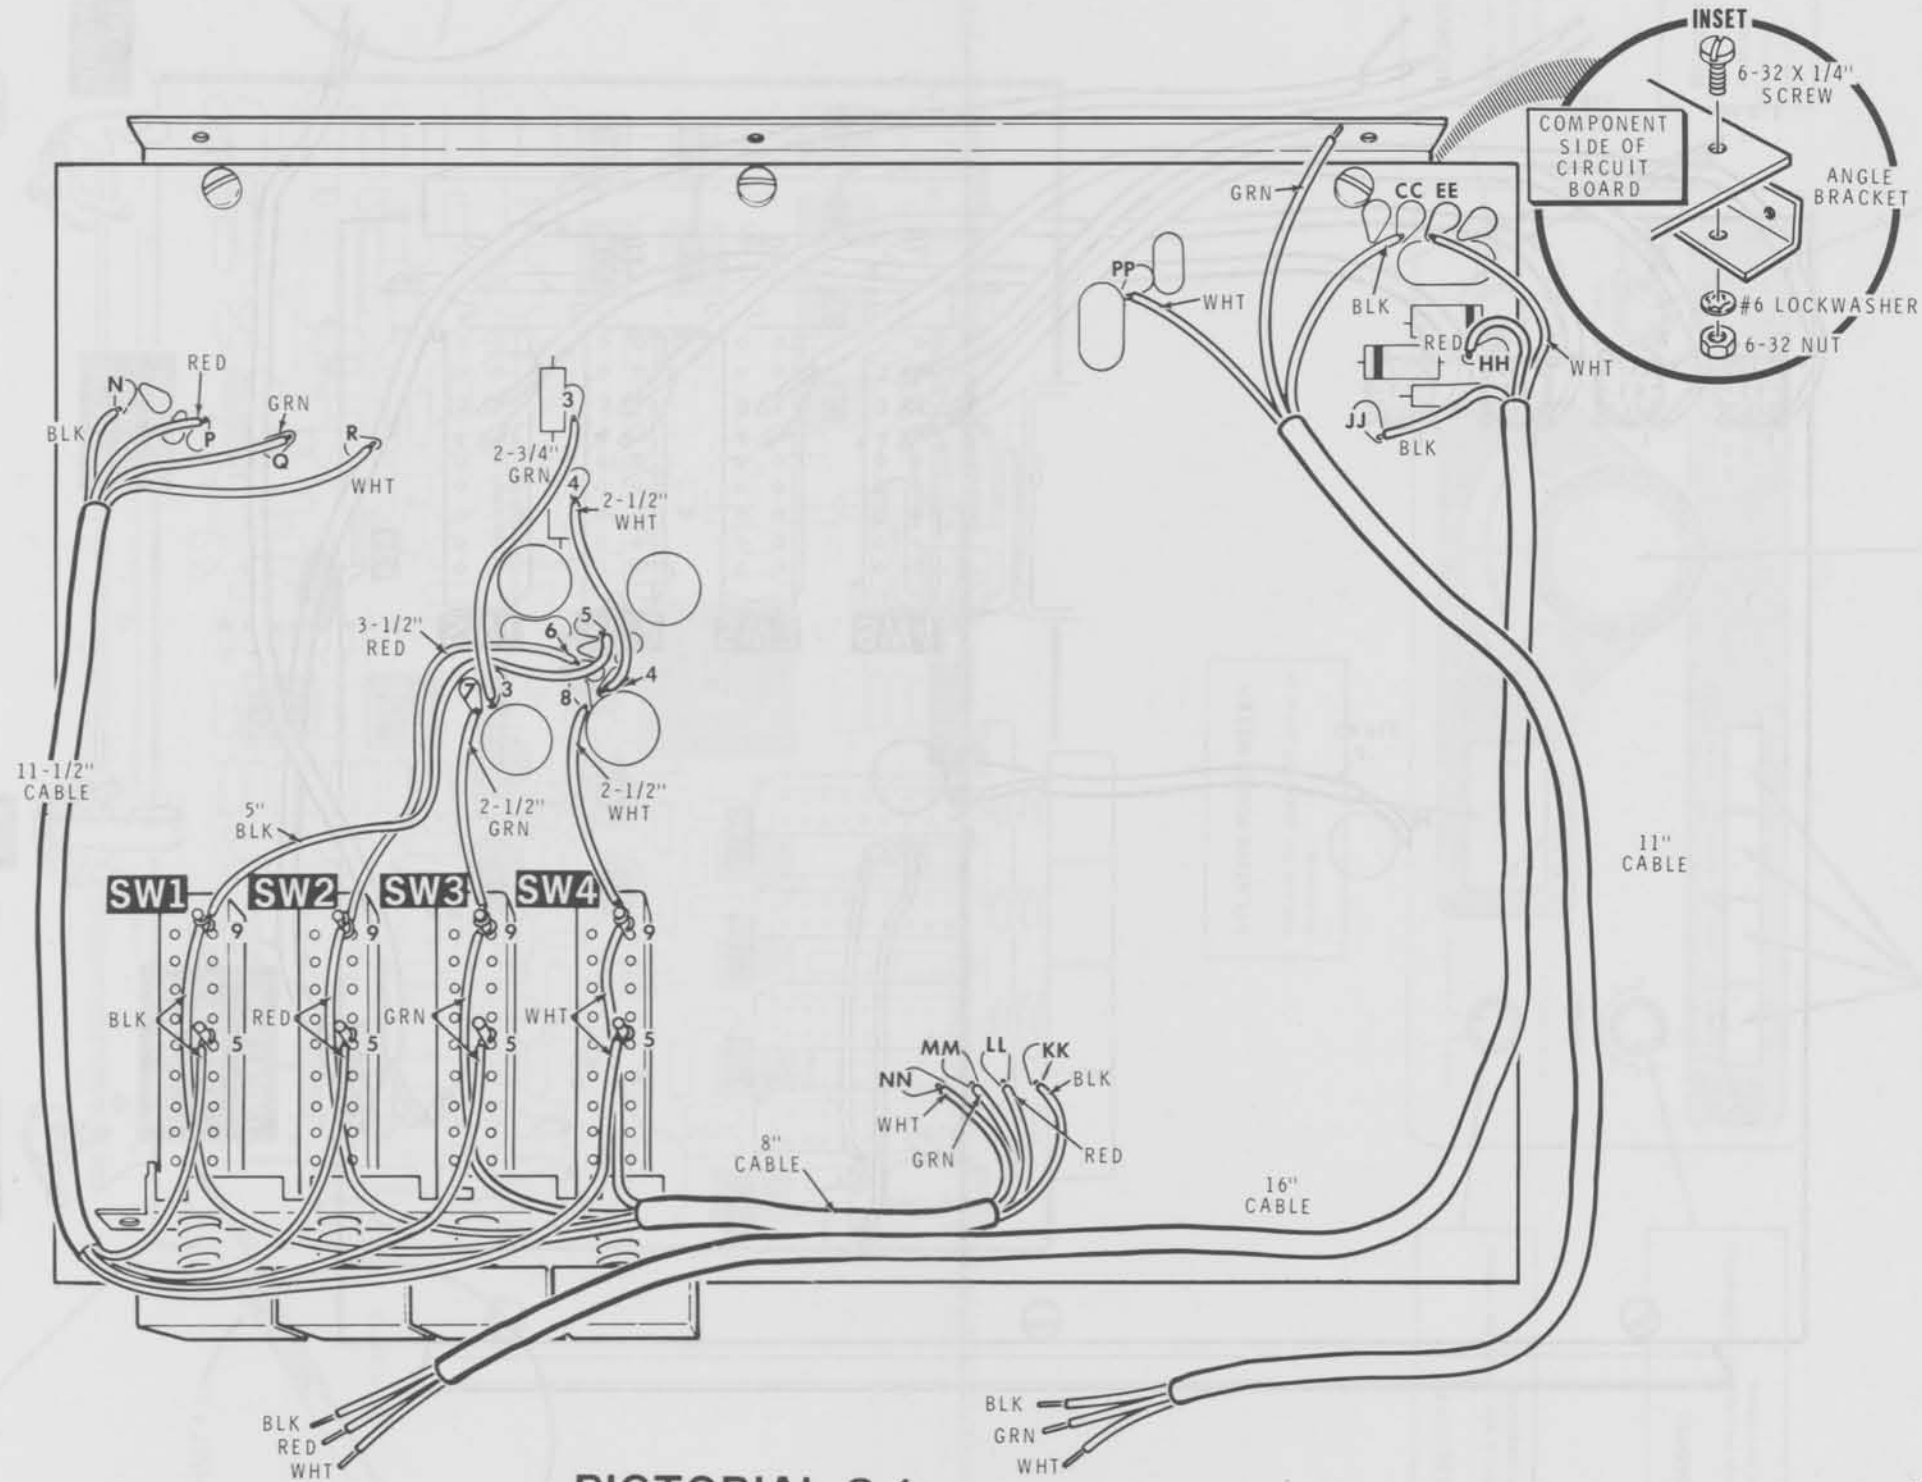 INSET
6-32 X 1/4"
SCREW
COMPONENT
SIDE OF
CIRCUIT
BOARD
ANGLE
BRACKET
#6 LOCKWASHER
6-32 NUT
GRN
CC EE
PP
WHT
BLK
RED
HH
WHT
JJ
BLK
N
RED
BLK
P
GRN
Q
R
WHT
3
2-3/4"
GRN
4
2-1/2"
WHT
3-1/2"
RED
6
5
7
3
8
4
11-1/2"
CABLE
5"
BLK
2-1/2"
GRN
2-1/2"
WHT
11"
CABLE
SW1
SW2
SW3
SW4
9
9
9
9
BLK
RED
GRN
WHT
5
5
5
5
NN
MM
LL
KK
BLK
WHT
GRN
RED
8"
CABLE
16"
CABLE
BLK
RED
WHT
BLK
GRN
WHT
PICTORIAL